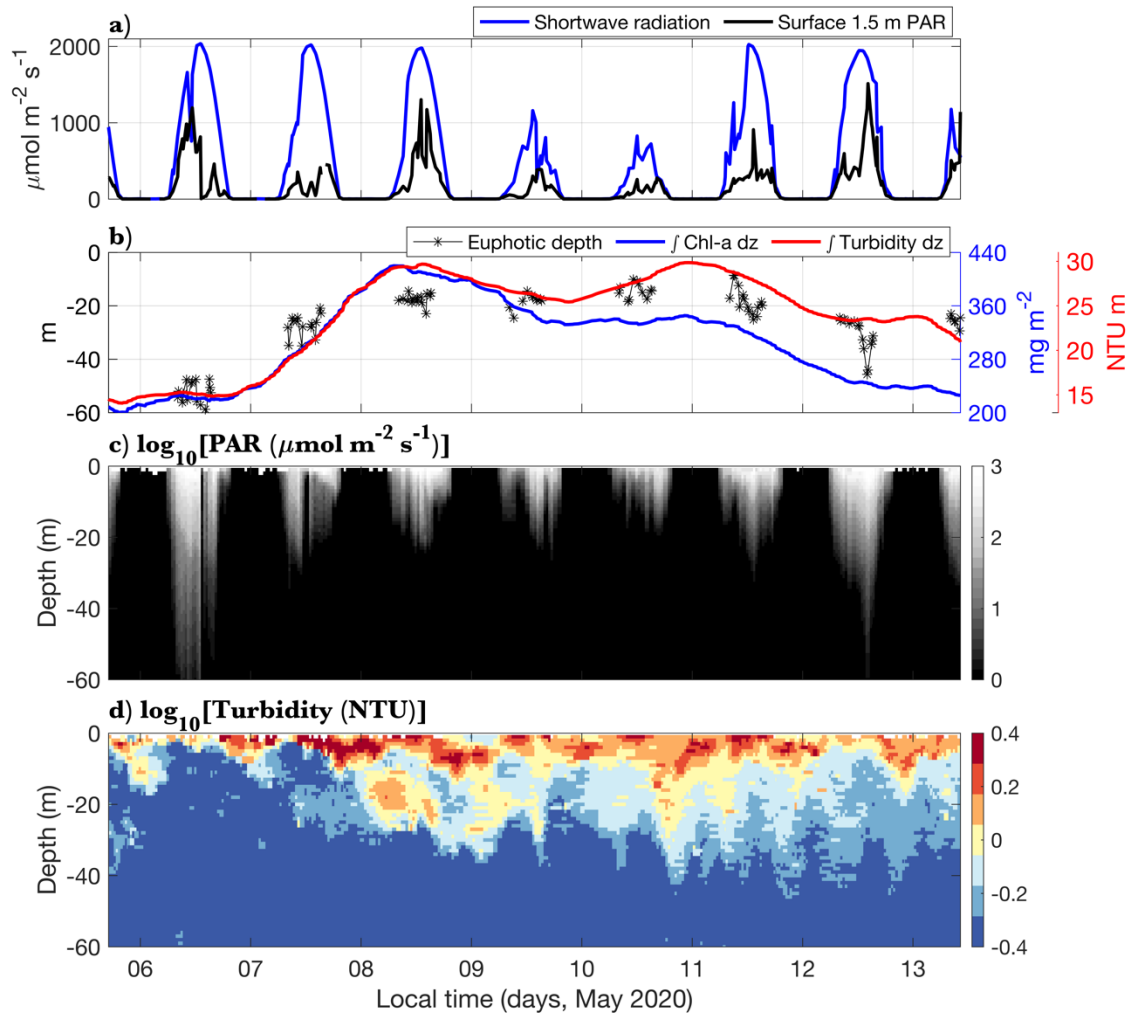 a)
Shortwave radiation Surface 1.5 m PAR
μmol m⁻² s⁻¹
2000
1000
0
b)
Euphotic depth ∫ Chl-a dz ∫ Turbidity dz
m
0
-20
-40
-60
440
360
280
200
mg m⁻²
30
25
20
15
NTU m
c) log₁₀[PAR (μmol m⁻² s⁻¹)]
Depth (m)
0
-20
-40
-60
3
2
1
0
d) log₁₀[Turbidity (NTU)]
Depth (m)
0
-20
-40
-60
0.4
0.2
0
-0.2
-0.4
06 07 08 09 10 11 12 13
Local time (days, May 2020)